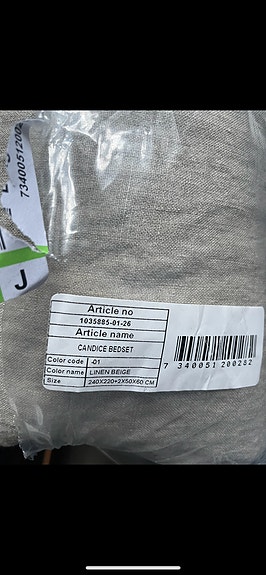 73400512002
J
Article no
1035885-01-26
Article name
CANDICE BEDSET
Color code -01
Color name LINEN BEIGE
Size 240X220+2X50X60 CM
7 340051 200282